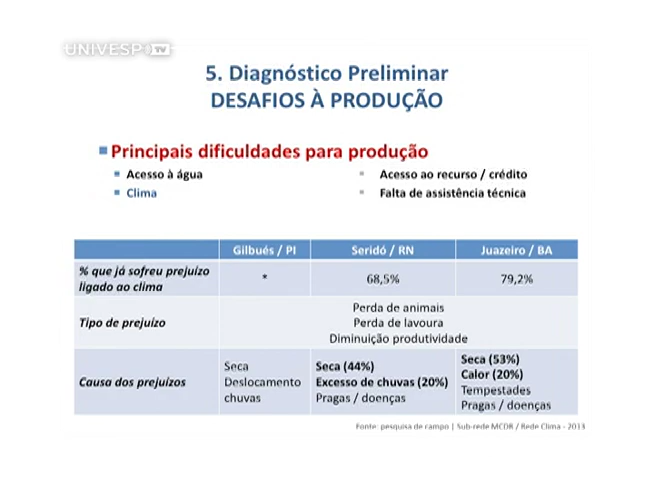 UNIVESP TV
5. Diagnóstico Preliminar
DESAFIOS À PRODUÇÃO
Principais dificuldades para produção
Acesso à água
Acesso ao recurso / crédito
Clima
Falta de assistência técnica
Gilbués / PI
Seridó / RN
Juazeiro / BA
% que já sofreu prejuízo
ligado ao clima
*
68,5%
79,2%
Tipo de prejuízo
Perda de animais
Perda de lavoura
Diminuição produtividade
Causa dos prejuízos
Seca
Deslocamento
chuvas
Seca (44%)
Excesso de chuvas (20%)
Pragas / doenças
Seca (53%)
Calor (20%)
Tempestades
Pragas / doenças
Fonte: pesquisa de campo | Sub-rede MCDR / Rede Clima - 2013